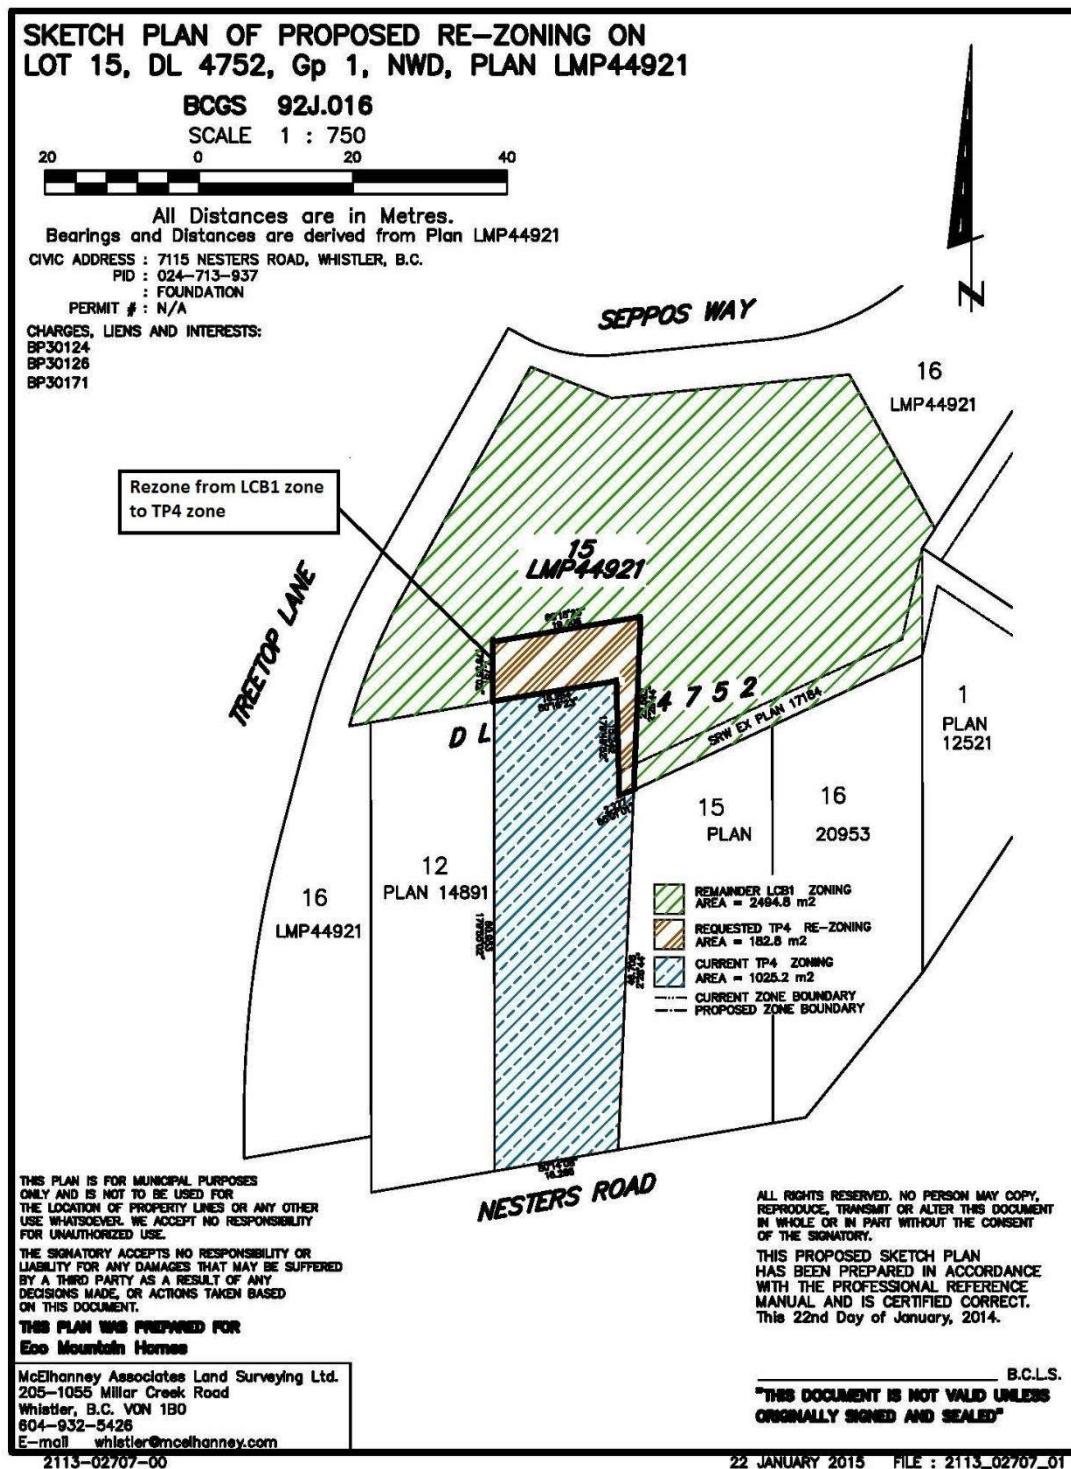 SKETCH PLAN OF PROPOSED RE-ZONING ON
LOT 15, DL 4752, Gp 1, NWD, PLAN LMP44921
BCGS 92J.016
SCALE 1 : 750
20 0 20 40
All Distances are in Metres.
Bearings and Distances are derived from Plan LMP44921
CIVIC ADDRESS : 7115 NESTERS ROAD, WHISTLER, B.C.
PID : 024-713-937
: FOUNDATION
PERMIT # : N/A
CHARGES, LIENS AND INTERESTS:
BP30124
BP30126
BP30171
N
SEPPOS WAY
16
LMP44921
Rezone from LCB1 zone
to TP4 zone
15
LMP44921
TREETOP LANE
DL 4752
SRW EX PLAN 17184
1
PLAN
12521
15
PLAN
16
20953
12
PLAN 14891
16
LMP44921
REMAINDER LCB1 ZONING
AREA = 2494.8 m2
REQUESTED TP4 RE-ZONING
AREA = 182.8 m2
CURRENT TP4 ZONING
AREA = 1025.2 m2
CURRENT ZONE BOUNDARY
PROPOSED ZONE BOUNDARY
NESTERS ROAD
THIS PLAN IS FOR MUNICIPAL PURPOSES
ONLY AND IS NOT TO BE USED FOR
THE LOCATION OF PROPERTY LINES OR ANY OTHER
USE WHATSOEVER. WE ACCEPT NO RESPONSIBILITY
FOR UNAUTHORIZED USE.
THE SIGNATORY ACCEPTS NO RESPONSIBILITY OR
LIABILITY FOR ANY DAMAGES THAT MAY BE SUFFERED
BY A THIRD PARTY AS A RESULT OF ANY
DECISIONS MADE, OR ACTIONS TAKEN BASED
ON THIS DOCUMENT.
THIS PLAN WAS PREPARED FOR
Eco Mountain Homes
McElhanney Associates Land Surveying Ltd.
205-1055 Millar Creek Road
Whistler, B.C. V0N 1B0
604-932-5426
E-mail whistler@mcelhanney.com
2113-02707-00
ALL RIGHTS RESERVED. NO PERSON MAY COPY,
REPRODUCE, TRANSMIT OR ALTER THIS DOCUMENT
IN WHOLE OR IN PART WITHOUT THE CONSENT
OF THE SIGNATORY.
THIS PROPOSED SKETCH PLAN
HAS BEEN PREPARED IN ACCORDANCE
WITH THE PROFESSIONAL REFERENCE
MANUAL AND IS CERTIFIED CORRECT.
This 22nd Day of January, 2014.
B.C.L.S.
"THIS DOCUMENT IS NOT VALID UNLESS
ORIGINALLY SIGNED AND SEALED"
22 JANUARY 2015 FILE : 2113_02707_01